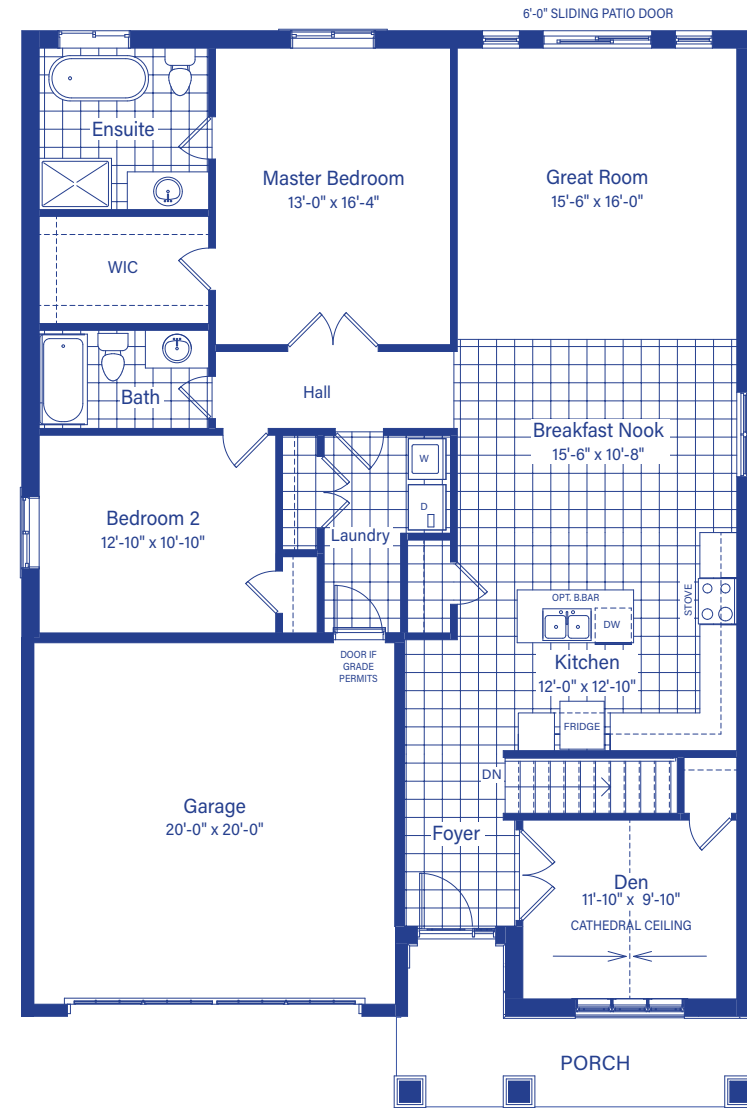 6'-0" SLIDING PATIO DOOR
Ensuite
Master Bedroom
13'-0" x 16'-4"
Great Room
15'-6" x 16'-0"
WIC
Bath
Hall
Breakfast Nook
15'-6" x 10'-8"
W
D
Bedroom 2
12'-10" x 10'-10"
Laundry
OPT. B.BAR
DW
STOVE
Kitchen
12'-0" x 12'-10"
FRIDGE
DOOR IF
GRADE
PERMITS
DN
Garage
20'-0" x 20'-0"
Foyer
Den
11'-10" x 9'-10"
CATHEDRAL CEILING
PORCH